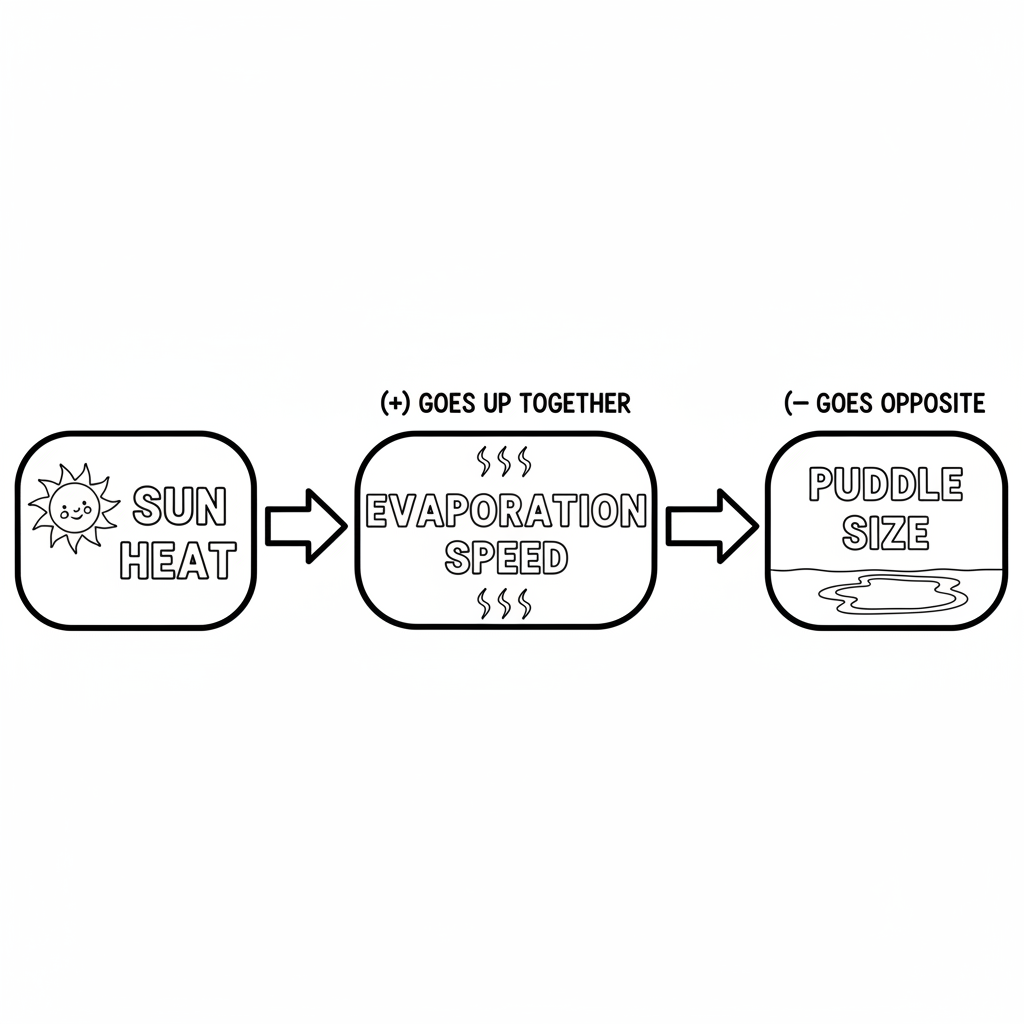 (+) GOES UP TOGETHER
(— GOES OPPOSITE
SUN
HEAT
EVAPORATION
SPEED
PUDDLE
SIZE